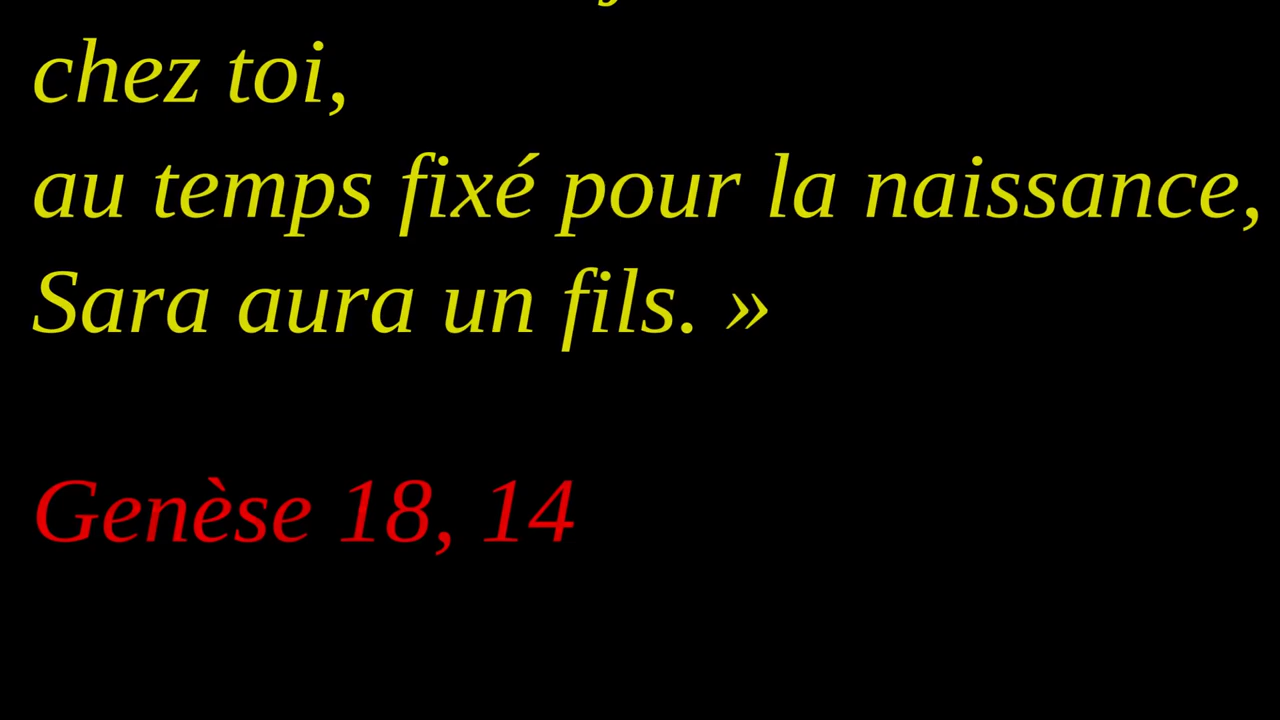 chez toi,
au temps fixé pour la naissance,
Sara aura un fils. »
Genèse 18, 14